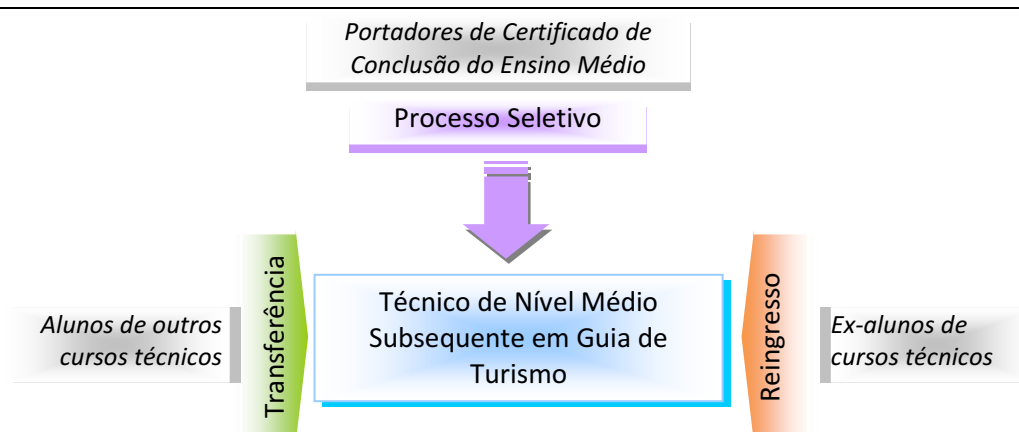 Portadores de Certificado de
Conclusão do Ensino Médio
Processo Seletivo
Transferência
Técnico de Nível Médio
Subsequente em Guia de
Turismo
Reingresso
Alunos de outros
cursos técnicos
Ex-alunos de
cursos técnicos